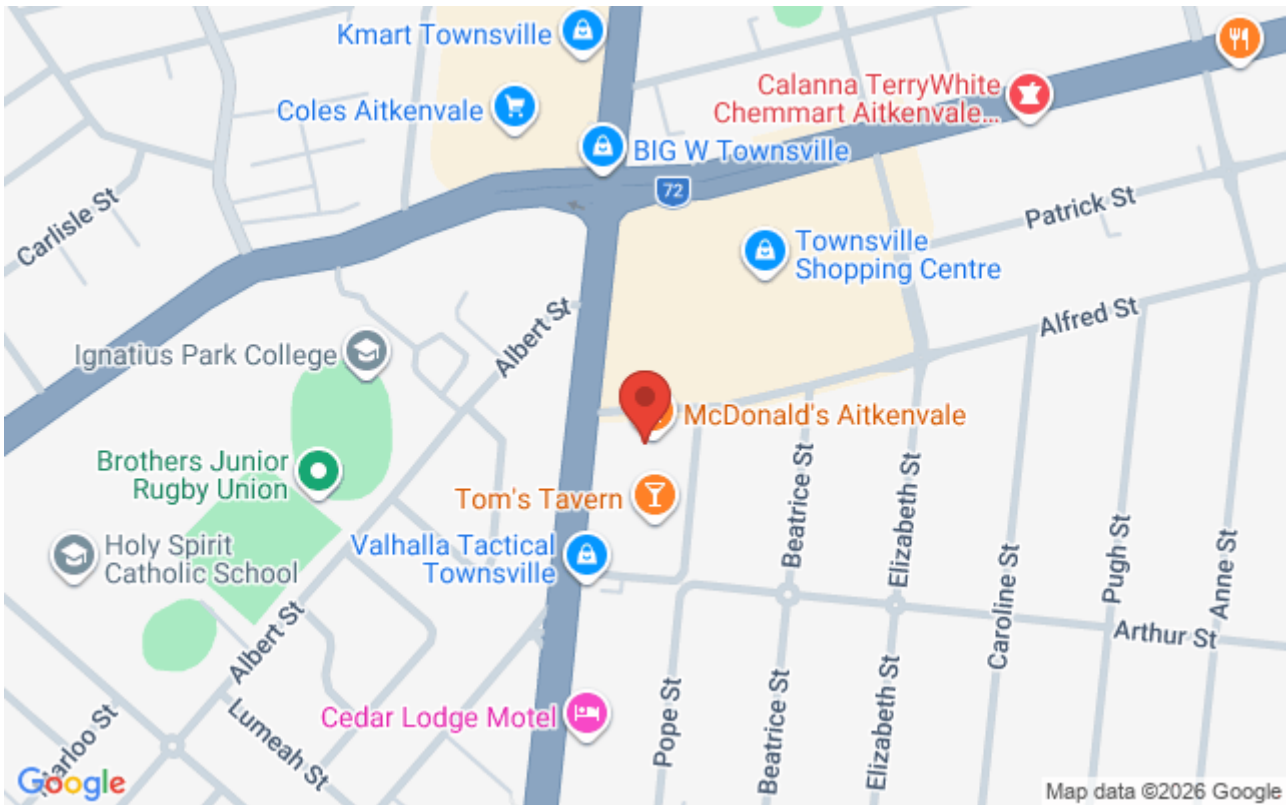 Kmart Townsville
Calanna TerryWhite
Chemmart Aitkenvale...
Coles Aitkenvale
BIG W Townsville
72
Carlisle St
Patrick St
Townsville
Shopping Centre
Albert St
Alfred St
Ignatius Park College
McDonald's Aitkenvale
Brothers Junior
Rugby Union
Tom's Tavern
Beatrice St
Elizabeth St
Holy Spirit
Catholic School
Valhalla Tactical
Townsville
Caroline St
Pugh St
Anne St
Albert St
Arthur St
Cedar Lodge Motel
Pope St
Beatrice St
Elizabeth St
Lumeah St
Google
Map data ©2026 Google